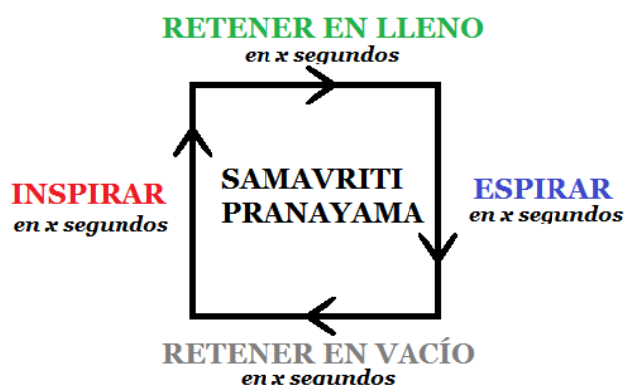 RETENER EN LLENO
en x segundos
INSPIRAR
en x segundos
SAMAVRITI
PRANAYAMA
ESPIRAR
en x segundos
RETENER EN VACÍO
en x segundos